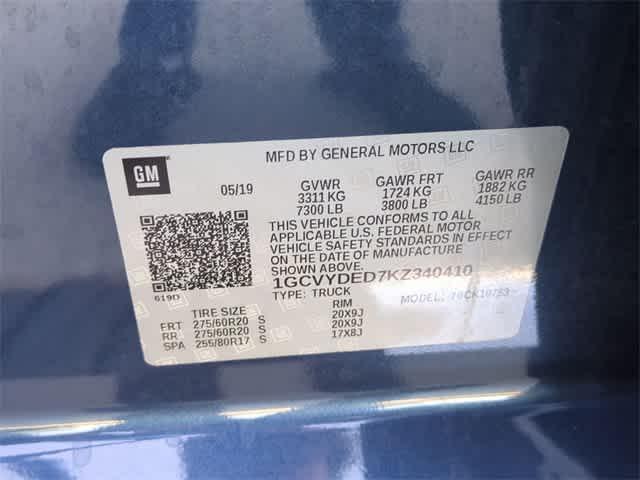 MFD BY GENERAL MOTORS LLC
GM
05/19 GVWR GAWR FRT GAWR RR
3311 KG 1724 KG 1882 KG
7300 LB 3800 LB 4150 LB
THIS VEHICLE CONFORMS TO ALL
APPLICABLE U.S. FEDERAL MOTOR
VEHICLE SAFETY STANDARDS IN EFFECT
ON THE DATE OF MANUFACTURE
SHOWN ABOVE.
1GCVYDED7KZ340410
619D
TYPE: TRUCK MODEL:
TIRE SIZE RIM
FRT 275/60R20 S 20X9J
RR 275/60R20 S 20X9J
SPA 255/80R17 S 17X8J